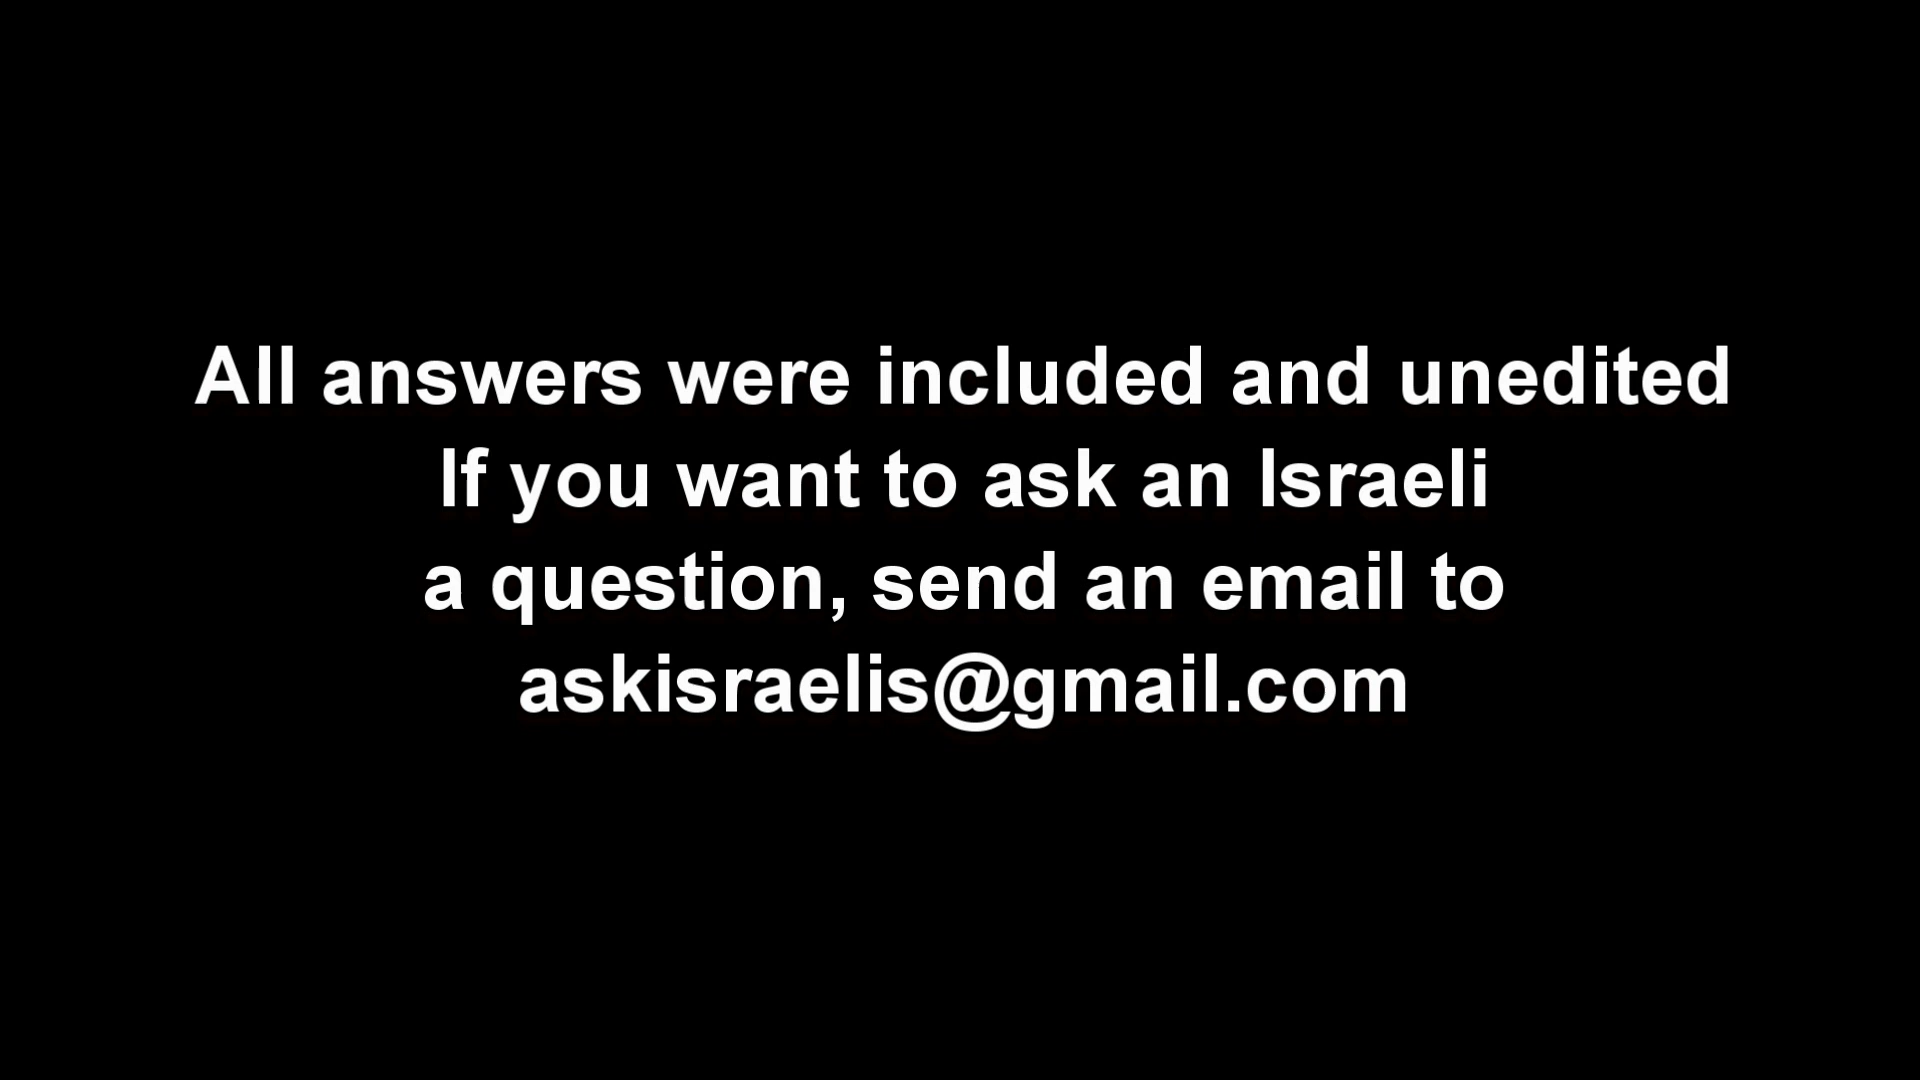 All answers were included and unedited
If you want to ask an Israeli
a question, send an email to
askisraelis@gmail.com